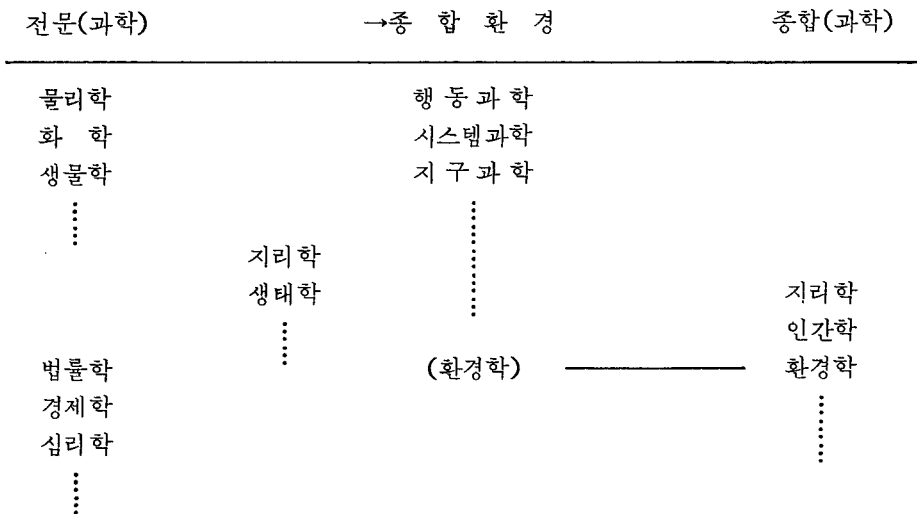 전문(과학) →종 합 환 경 종합(과학)
물리학 행 동 과 학
화 학 시스템과학
생물학 지 구 과 학
지리학
생태학 지리학
인간학
법률학 (환경학) 환경학
경제학
심리학